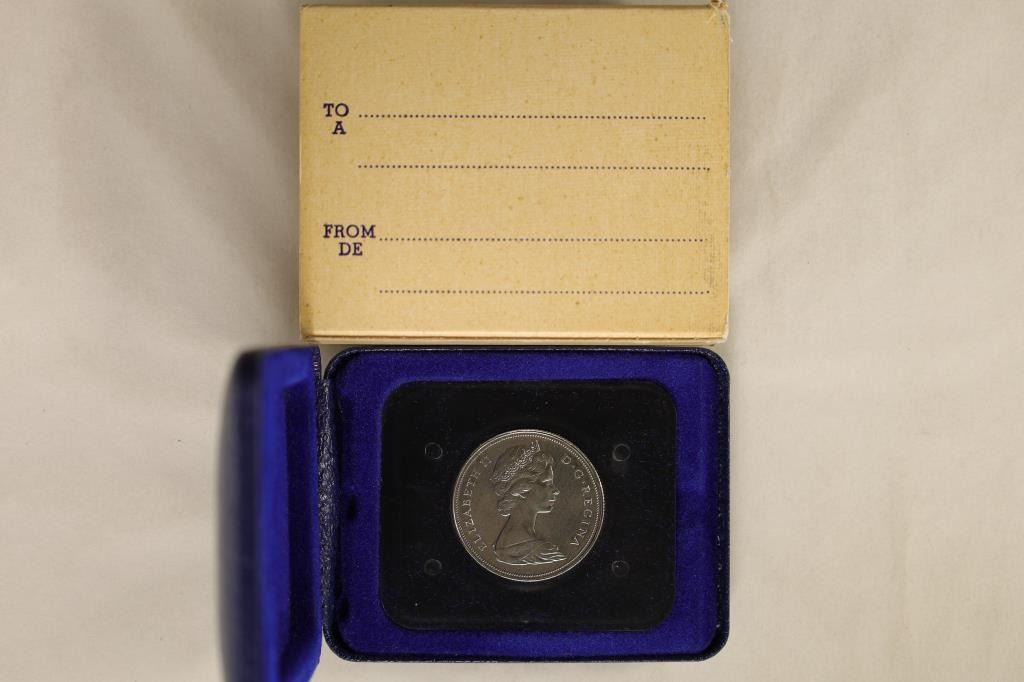 TO
A
FROM
DE
ELIZABETH II D·G·REGINA